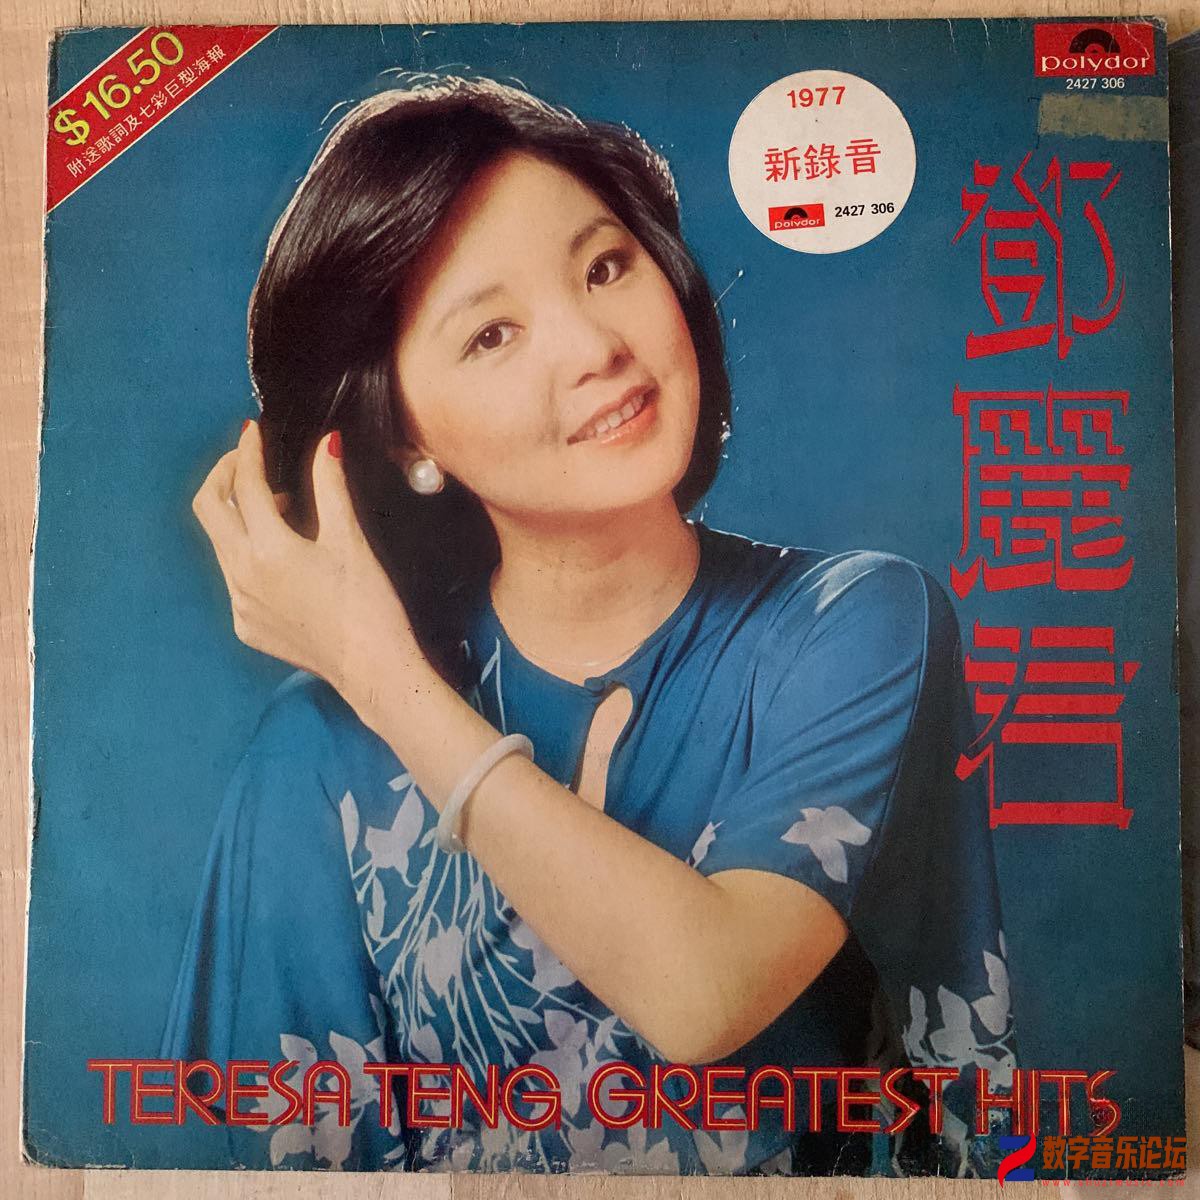 $16.50
附送歌詞及七彩巨型海報
polydor
2427 306
1977
新錄音
polydor
2427 306
鄧麗君
TERESA TENG GREATEST HITS
数字音乐论坛